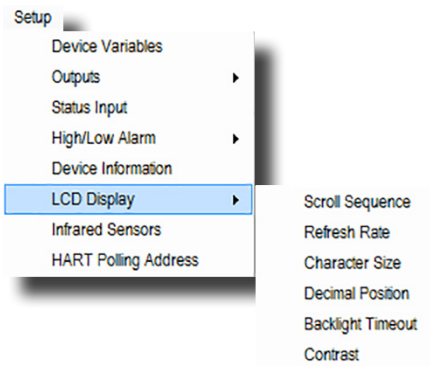 Setup
Device Variables
Outputs
Status Input
High/Low Alarm
Device Information
LCD Display
Infrared Sensors
HART Polling Address
Scroll Sequence
Refresh Rate
Character Size
Decimal Position
Backlight Timeout
Contrast